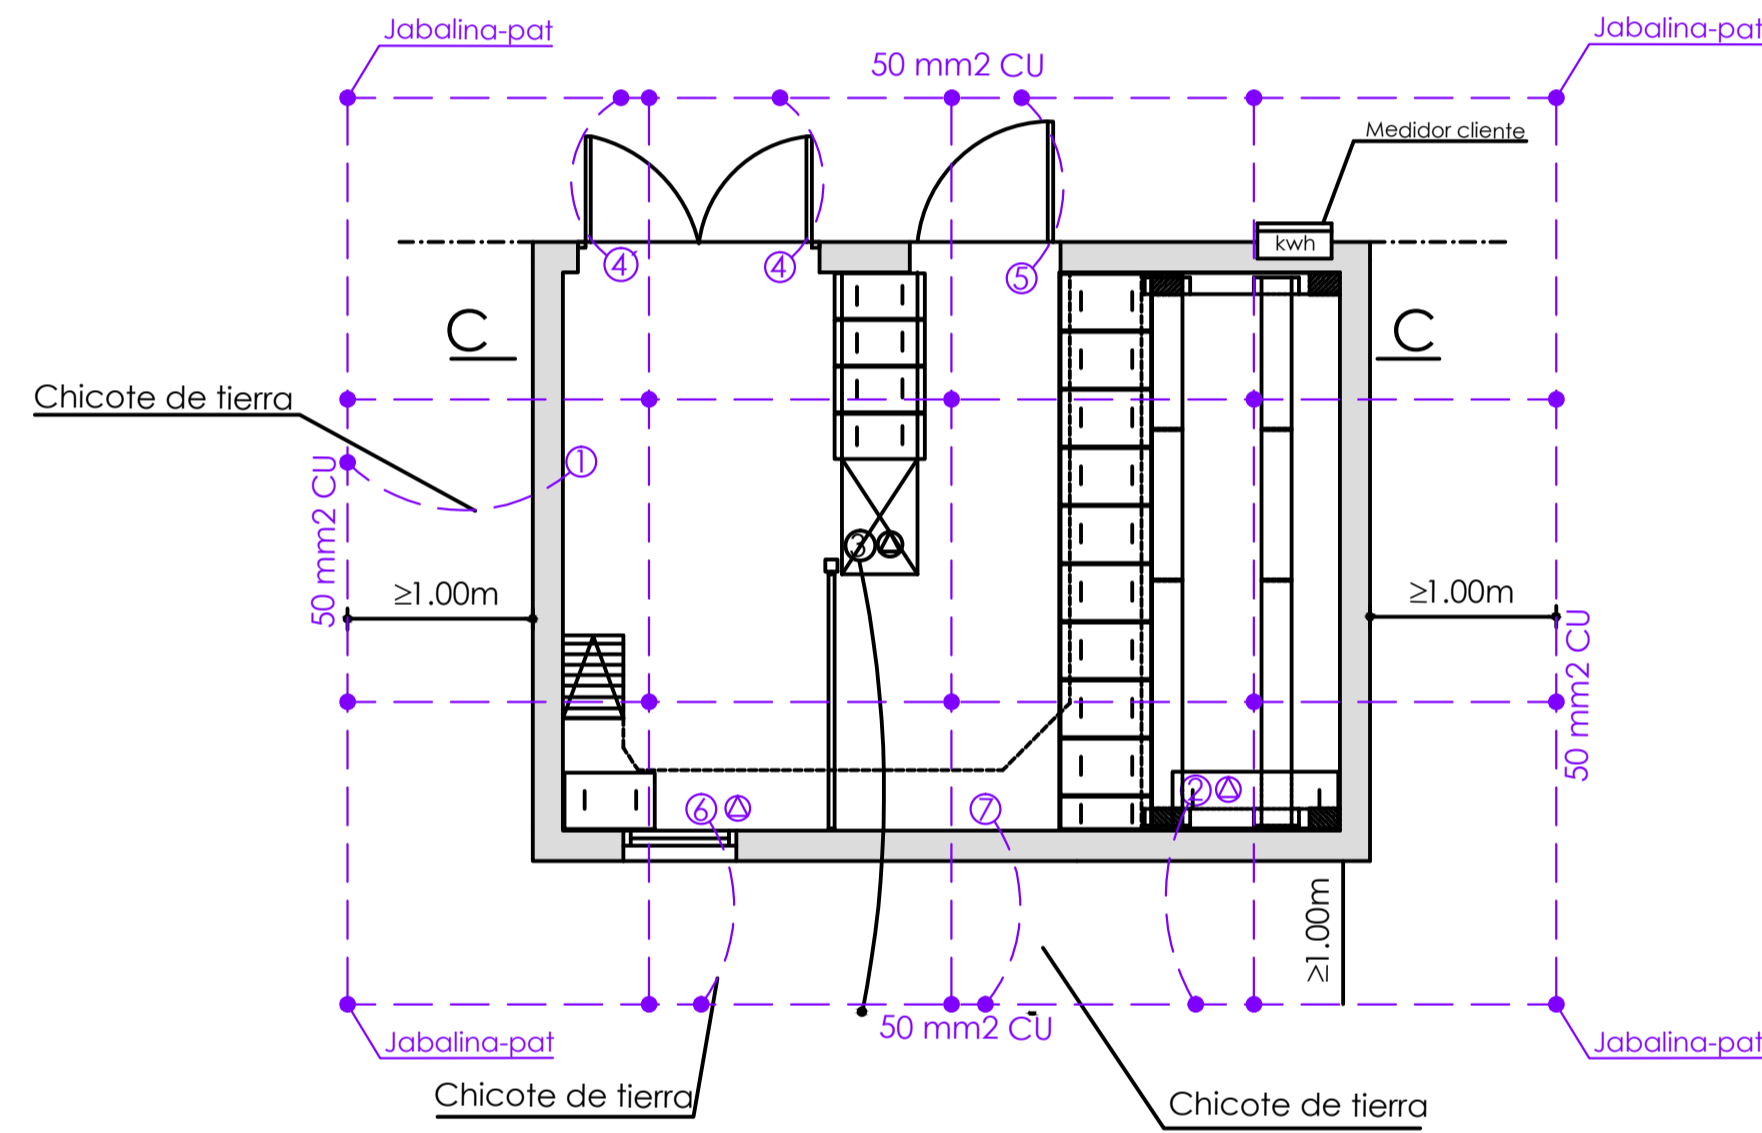 Jabalina-pat
Jabalina-pat
50 mm2 CU
Medidor cliente
kwh
4
4
5
C
C
Chicote de tierra
1
50 mm2 CU
3
≥1.00m
≥1.00m
50 mm2 CU
2
6
7
≥1.00m
50 mm2 CU
Jabalina-pat
Jabalina-pat
Chicote de tierra
Chicote de tierra